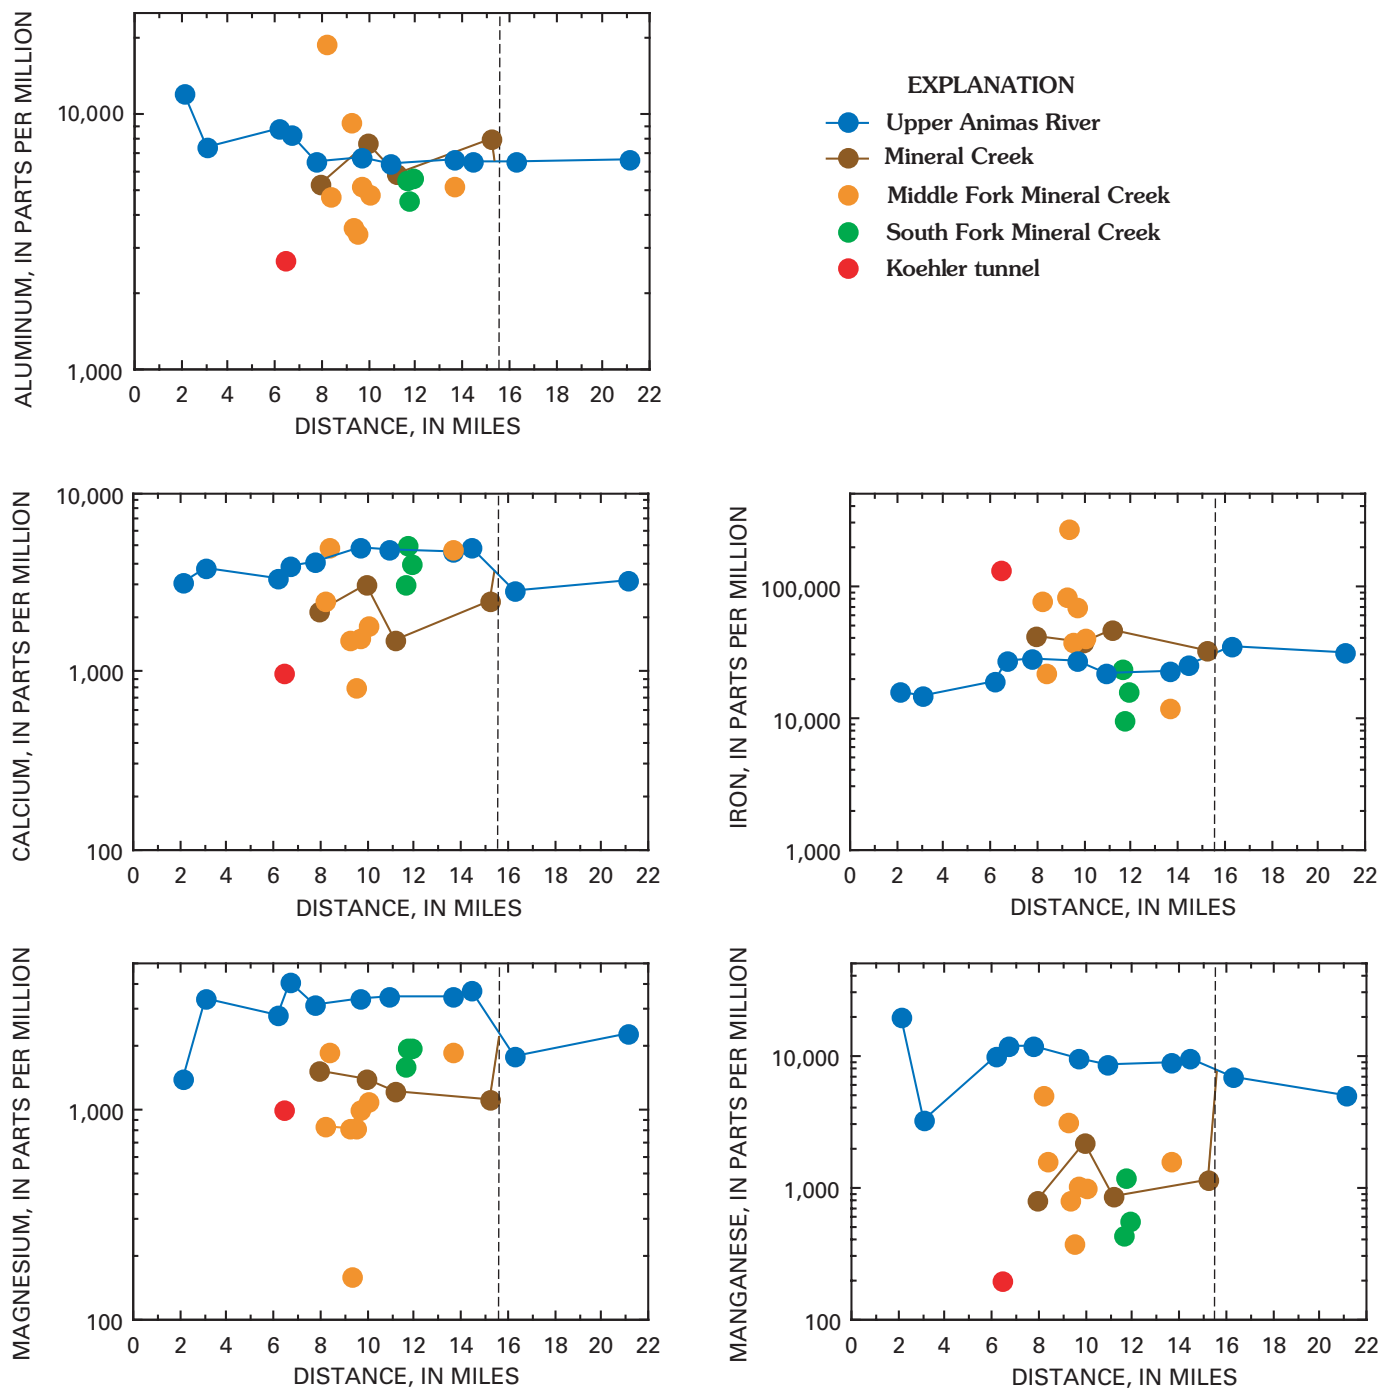 ALUMINUM, IN PARTS PER MILLION
10,000
1,000
0 2 4 6 8 10 12 14 16 18 20 22
DISTANCE, IN MILES
EXPLANATION
Upper Animas River
Mineral Creek
Middle Fork Mineral Creek
South Fork Mineral Creek
Koehler tunnel
CALCIUM, IN PARTS PER MILLION
10,000
1,000
100
0 2 4 6 8 10 12 14 16 18 20 22
DISTANCE, IN MILES
IRON, IN PARTS PER MILLION
100,000
10,000
1,000
0 2 4 6 8 10 12 14 16 18 20 22
DISTANCE, IN MILES
MAGNESIUM, IN PARTS PER MILLION
1,000
100
0 2 4 6 8 10 12 14 16 18 20 22
DISTANCE, IN MILES
MANGANESE, IN PARTS PER MILLION
10,000
1,000
100
0 2 4 6 8 10 12 14 16 18 20 22
DISTANCE, IN MILES